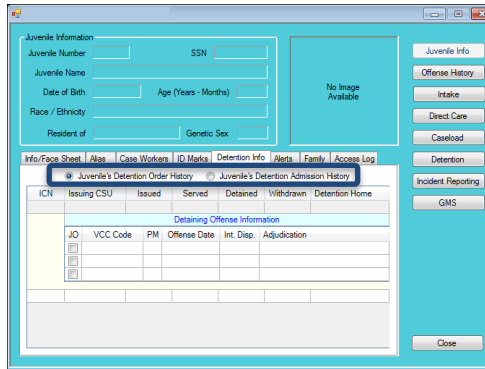 Juvenile Information
Juvenile Number SSN
Juvenile Name
Date of Birth Age (Years - Months)
Race / Ethnicity
Resident of Genetic Sex
No Image
Available
Juvenile Info
Offense History
Intake
Direct Care
Caseload
Detention
Incident Reporting
GMS
Info/Face Sheet Alias Case Workers ID Marks Detention Info Alerts Family Access Log
Juvenile's Detention Order History Juvenile's Detention Admission History
ICN Issuing CSU Issued Served Detained Withdrawn Detention Home
Detaining Offense Information
JO VCC Code PM Offense Date Int. Disp. Adjudication
Close